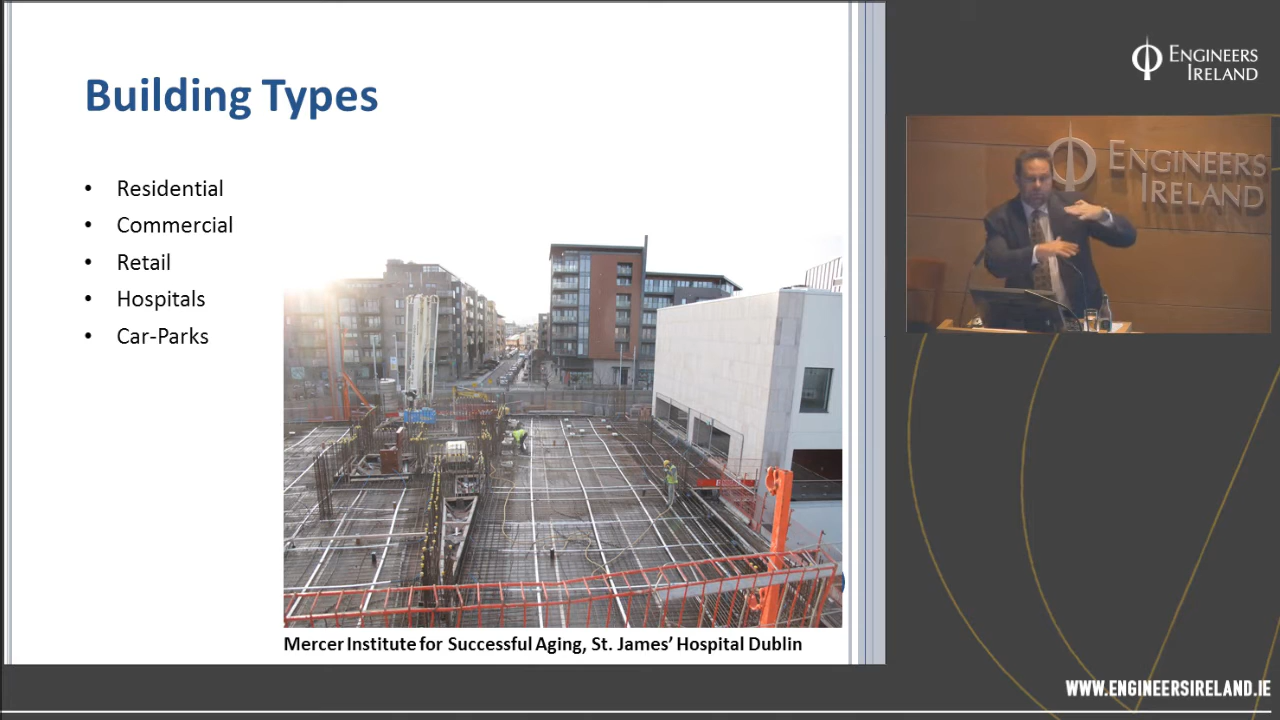 Building Types
• Residential
• Commercial
• Retail
• Hospitals
• Car-Parks
Mercer Institute for Successful Aging, St. James’ Hospital Dublin
ENGINEERS
IRELAND
ENGINEERS
IRELAND
WWW.ENGINEERSIRELAND.IE